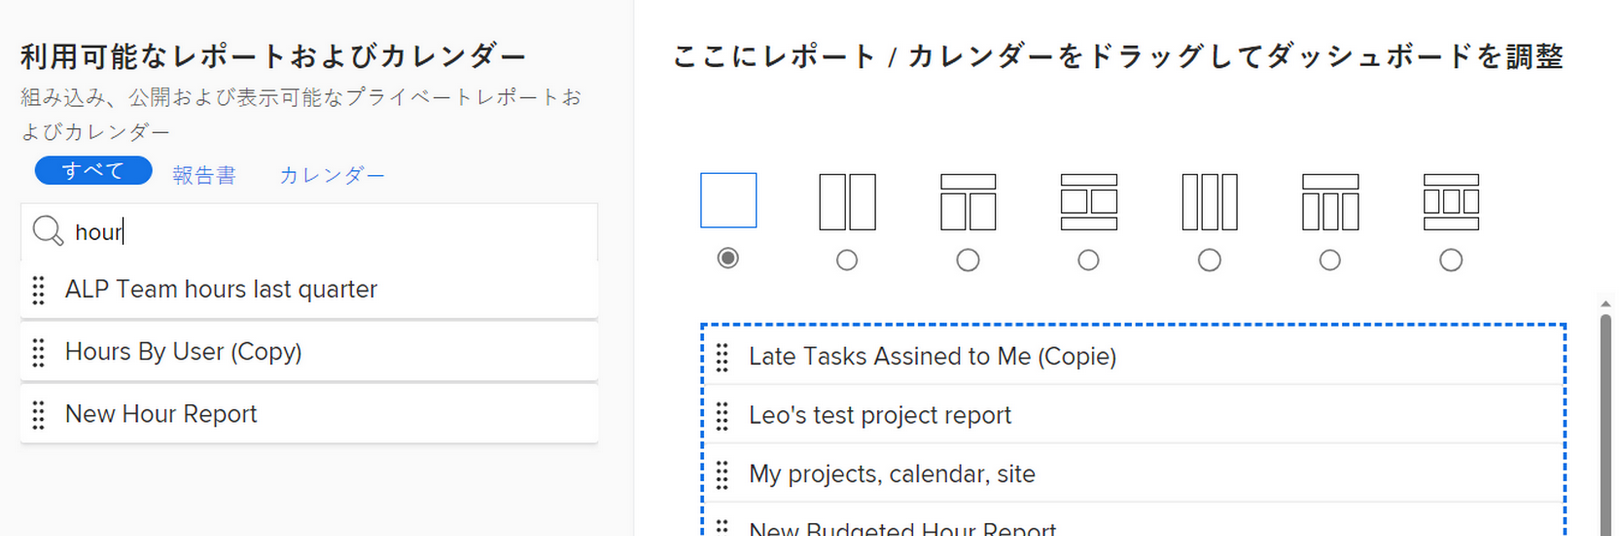 利用可能なレポートおよびカレンダー
組み込み、公開および表示可能なプライベートレポートお
よびカレンダー
すべて 報告書 カレンダー
hour
ALP Team hours last quarter
Hours By User (Copy)
New Hour Report
ここにレポート / カレンダーをドラッグしてダッシュボードを調整
Late Tasks Assined to Me (Copie)
Leo's test project report
My projects, calendar, site
New Budgeted Hour Report